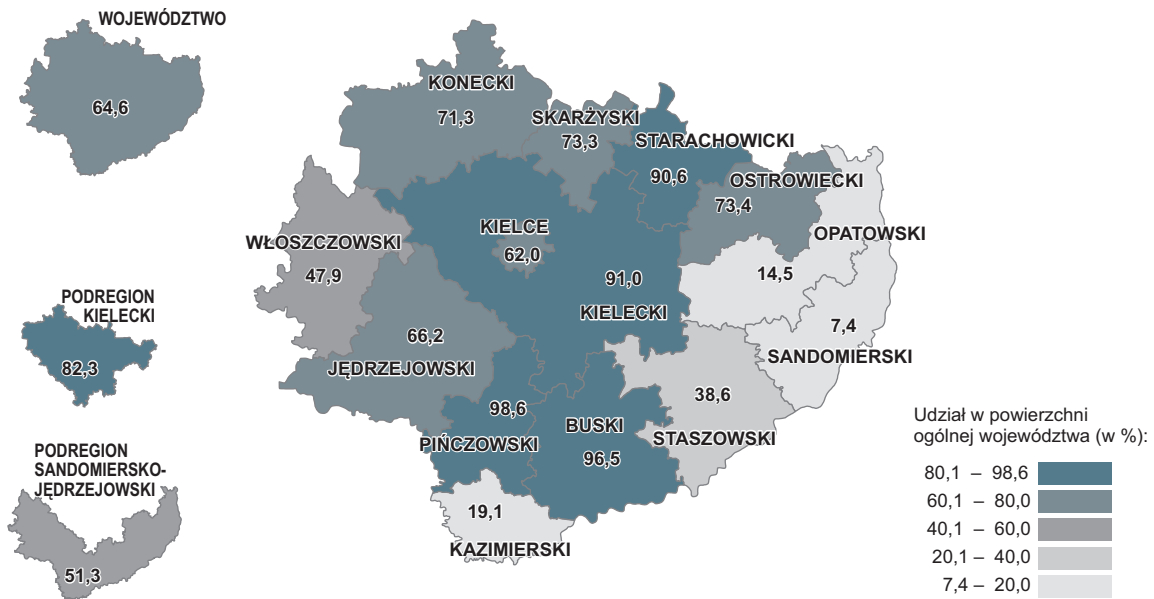 WOJEWÓDZTWO
64,6
PODREGION
KIELECKI
82,3
PODREGION
SANDOMIERSKO-
JĘDRZEJOWSKI
51,3
KONECKI
71,3
SKARŻYSKI
73,3
STARACHOWICKI
90,6
OSTROWIECKI
73,4
OPATOWSKI
14,5
KIELCE
62,0
WŁOSZCZOWSKI
47,9
91,0
KIELECKI
7,4
SANDOMIERSKI
66,2
JĘDRZEJOWSKI
98,6
PIŃCZOWSKI
BUSKI
96,5
38,6
STASZOWSKI
19,1
KAZIMIERSKI
Udział w powierzchni
ogólnej województwa (w %):
80,1 – 98,6
60,1 – 80,0
40,1 – 60,0
20,1 – 40,0
7,4 – 20,0